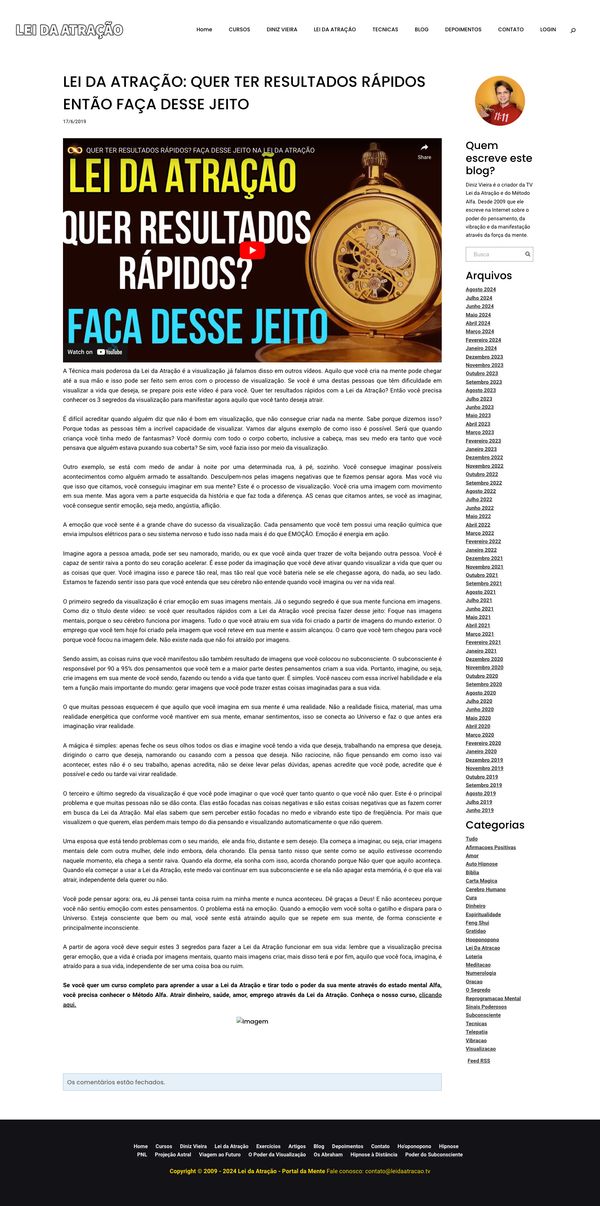 LEI DA ATRAÇÃO
Home CURSOS DINIZ VIEIRA LEI DA ATRAÇÃO TECNICAS BLOG DEPOIMENTOS CONTATO LOGIN
LEI DA ATRAÇÃO: QUER TER RESULTADOS RÁPIDOS
ENTÃO FAÇA DESSE JEITO
17/6/2019
QUER TER RESULTADOS RÁPIDOS? FAÇA DESSE JEITO NA LEI DA ATRAÇÃO
Share
LEI DA ATRAÇÃO
QUER RESULTADOS
RÁPIDOS?
FAÇA DESSE JEITO
Watch on YouTube
A Técnica mais poderosa da Lei da Atração é a visualização ,já falamos disso em outros vídeos. Aquilo que você cria na mente pode chegar
até a sua mão e isso pode ser feito sem erros com o processo de visualização. Se você é uma destas pessoas que têm dificuldade em
visualizar a vida que deseja, se prepare pois este vídeo é para você. Quer ter resultados rápidos com a Lei da Atração? Então você precisa
conhecer os 3 segredos da visualização para manifestar agora aquilo que você tanto deseja atrair.
É difícil acreditar quando alguém diz que não é bom em visualização, que não consegue criar nada na mente. Sabe porque dizemos isso?
Porque todas as pessoas têm a incrível capacidade de visualizar. Vamos dar alguns exemplo de como isso é possível. Será que quando
criança você tinha medo de fantasmas? Você dormiu com todo o corpo coberto, inclusive a cabeça, mas seu medo era tanto que você
pensava que alguém estava puxando sua coberta? Se sim, você fazia isso por meio da visualização.
Outro exemplo, se está com medo de andar à noite por uma determinada rua, à pé, sozinho. Você consegue imaginar possíveis
acontecimentos como alguém armado te assaltando. Desculpem-nos pelas imagens negativas que te fizemos pensar agora. Mas você viu
que isso que citamos, você conseguiu imaginar em sua mente? Este é o processo de visualização. Você cria uma imagem com movimento
em sua mente. Mas agora vem a parte esquecida da história e que faz toda a diferença. AS cenas que citamos antes, se você as imaginar,
você consegue sentir emoção, seja medo, angústia, aflição.
A emoção que você sente é a grande chave do sucesso da visualização. Cada pensamento que você tem possui uma reação química que
envia impulsos elétricos para o seu sistema nervoso e tudo isso nada mais é do que EMOÇÃO. Emoção é energia em ação.
Imagine agora a pessoa amada, pode ser seu namorado, marido, ou ex que você ainda quer trazer de volta beijando outra pessoa. Você é
capaz de sentir raiva a ponto do seu coração acelerar. É esse poder da imaginação que você deve ativar quando visualizar a vida que quer ou
as coisas que quer. Você imagina isso e parece tão real, mas tão real que você bateria nele se ele chegasse agora, do nada, ao seu lado.
Estamos te fazendo sentir isso para que você entenda que seu cérebro não entende quando você imagina ou ver na vida real.
O primeiro segredo da visualização é criar emoção em suas imagens mentais. Já o segundo segredo é que sua mente funciona em imagens.
Como diz o título deste vídeo: se você quer resultados rápidos com a Lei da Atração você precisa fazer desse jeito: Foque nas imagens
mentais, porque o seu cérebro funciona por imagens. Tudo o que você atraiu em sua vida foi criado a partir de imagens do mundo exterior. O
emprego que você tem hoje foi criado pela imagem que você reteve em sua mente e assim alcançou. O carro que você tem chegou para você
porque você focou na imagem dele. Não existe nada que não foi atraído por imagens.
Sendo assim, as coisas ruins que você manifestou são também resultado de imagens que você colocou no subconsciente. O subconsciente é
responsável por 90 a 95% dos pensamentos que você tem e a maior parte destes pensamentos criam a sua vida. Portanto, imagine, ou seja,
crie imagens em sua mente de você sendo, fazendo ou tendo a vida que tanto quer. É simples. Você nasceu com essa incrível habilidade e ela
tem a função mais importante do mundo: gerar imagens que você pode trazer estas coisas imaginadas para a sua vida.
O que muitas pessoas esquecem é que aquilo que você imagina em sua mente é uma realidade. Não a realidade física, material, mas uma
realidade energética que conforme você mantiver em sua mente, emanar sentimentos, isso se conecta ao Universo e faz o que antes era
imaginação virar realidade.
A mágica é simples: apenas feche os seus olhos todos os dias e imagine você tendo a vida que deseja, trabalhando na empresa que deseja,
dirigindo o carro que deseja, namorando ou casando com a pessoa que deseja. Não raciocine, não fique pensando em como isso vai
acontecer, estes não é o seu trabalho, apenas acredita, não se deixe levar pelas dúvidas, apenas acredite que você pode, acredite que é
possível e cedo ou tarde vai virar realidade.
O terceiro e último segredo da visualização é que você pode imaginar o que você quer tanto quanto o que você não quer. Este é o principal
problema e que muitas pessoas não se dão conta. Elas estão focadas nas coisas negativas e são estas coisas negativas que as fazem correr
em busca da Lei da Atração. Mal elas sabem que sem perceber estão focadas no medo e vibrando este tipo de freqüência. Por mais que
visualizem o que querem, elas perdem mais tempo do dia pensando e visualizando automaticamente o que não querem.
Uma esposa que está tendo problemas com o seu marido, ele anda frio, distante e sem desejo. Ela começa a imaginar, ou seja, criar imagens
mentais dele com outra mulher, dele indo embora, dela chorando. Ela pensa tanto nisso que sente como se aquilo estivesse ocorrendo
naquele momento, ela chega a sentir raiva. Quando ela dorme, ela sonha com isso, acorda chorando porque Não quer que aquilo aconteça.
Quando ela começar a usar a Lei da Atração, este medo vai continuar em sua subconsciente e se ela não apagar esta memória, é o que ela vai
atrair, independente dela querer ou não.
Você pode pensar agora: ora, eu Já pensei tanta coisa ruim na minha mente e nunca aconteceu. Dê graças a Deus! E não aconteceu porque
você não sentiu emoção com estes pensamentos. O problema está na emoção. Quando a emoção vem você solta o gatilho e dispara para o
Universo. Esteja consciente que bem ou mal, você sente está atraindo aquilo que se repete em sua mente, de forma consciente e
principalmente inconsciente.
A partir de agora você deve seguir estes 3 segredos para fazer a Lei da Atração funcionar em sua vida: lembre que a visualização precisa
gerar emoção, que a vida é criada por imagens mentais, quanto mais imagens criar, mais disso terá e por fim, aquilo que você foca, imagina, é
atraído para a sua vida, independente de ser uma coisa boa ou ruim.
Se você quer um curso completo para aprender a usar a Lei da Atração e tirar todo o poder da sua mente através do estado mental Alfa,
você precisa conhecer o Método Alfa. Atrair dinheiro, saúde, amor, emprego através da Lei da Atração. Conheça o nosso curso, clicando
aqui.
Imagem
Os comentários estão fechados.
11:11
Quem
escreve este
blog?
Diniz Vieira é o criador da TV
Lei da Atração e do Método
Alfa. Desde 2009 que ele
escreve na Internet sobre o
poder do pensamento, da
vibração e da manifestação
através da força da mente.
Busca
Arquivos
Agosto 2024
Julho 2024
Junho 2024
Maio 2024
Abril 2024
Março 2024
Fevereiro 2024
Janeiro 2024
Dezembro 2023
Novembro 2023
Outubro 2023
Setembro 2023
Agosto 2023
Julho 2023
Junho 2023
Maio 2023
Abril 2023
Março 2023
Fevereiro 2023
Janeiro 2023
Dezembro 2022
Novembro 2022
Outubro 2022
Setembro 2022
Agosto 2022
Julho 2022
Junho 2022
Maio 2022
Abril 2022
Março 2022
Fevereiro 2022
Janeiro 2022
Dezembro 2021
Novembro 2021
Outubro 2021
Setembro 2021
Agosto 2021
Julho 2021
Junho 2021
Maio 2021
Abril 2021
Março 2021
Fevereiro 2021
Janeiro 2021
Dezembro 2020
Novembro 2020
Outubro 2020
Setembro 2020
Agosto 2020
Julho 2020
Junho 2020
Maio 2020
Abril 2020
Março 2020
Fevereiro 2020
Janeiro 2020
Dezembro 2019
Novembro 2019
Outubro 2019
Setembro 2019
Agosto 2019
Julho 2019
Junho 2019
Categorias
Tudo
Afirmacoes Positivas
Amor
Auto Hipnose
Biblia
Carta Magica
Cerebro Humano
Cura
Dinheiro
Espiritualidade
Feng Shui
Gratidao
Hooponopono
Lei Da Atracao
Loteria
Meditacao
Numerologia
Oracao
O Segredo
Reprogramacao Mental
Sinais Poderosos
Subconsciente
Tecnicas
Telepatia
Vibracao
Visualizacao
Feed RSS
Home Cursos Diniz Vieira Lei da Atração Exercícios Artigos Blog Depoimentos Contato Ho'oponopono Hipnose
PNL Projeção Astral Viagem ao Futuro O Poder da Visualização Os Abraham Hipnose à Distância Poder do Subconsciente
Copyright © 2009 - 2024 Lei da Atração - Portal da Mente Fale conosco: contato@leidaatracao.tv